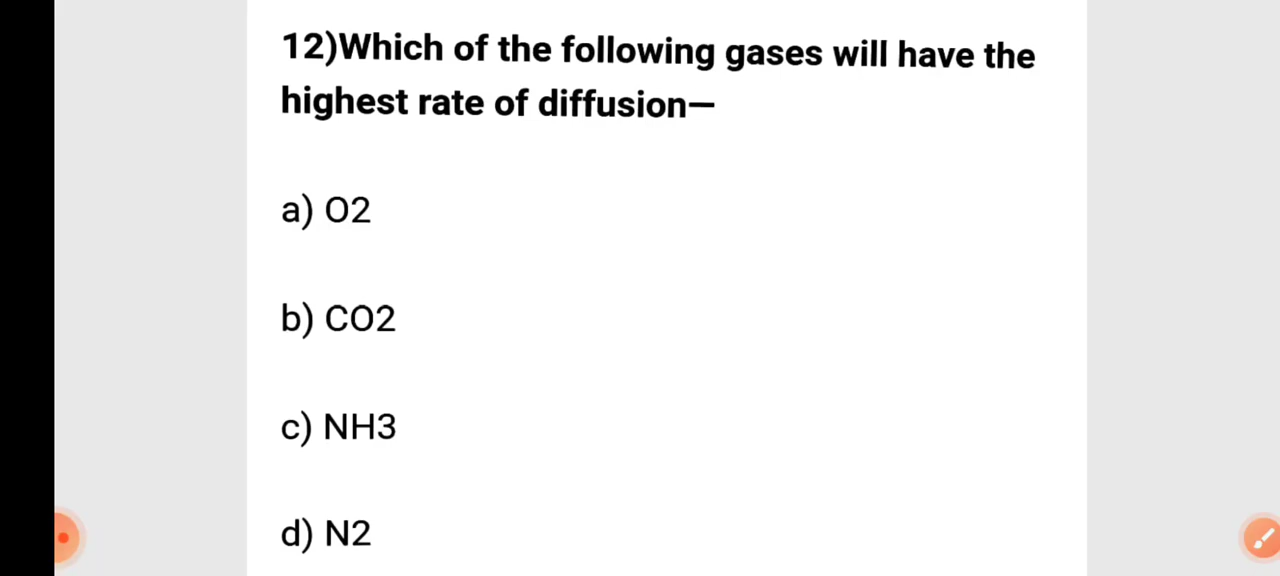 12)Which of the following gases will have the
highest rate of diffusion—
a) O2
b) CO2
c) NH3
d) N2